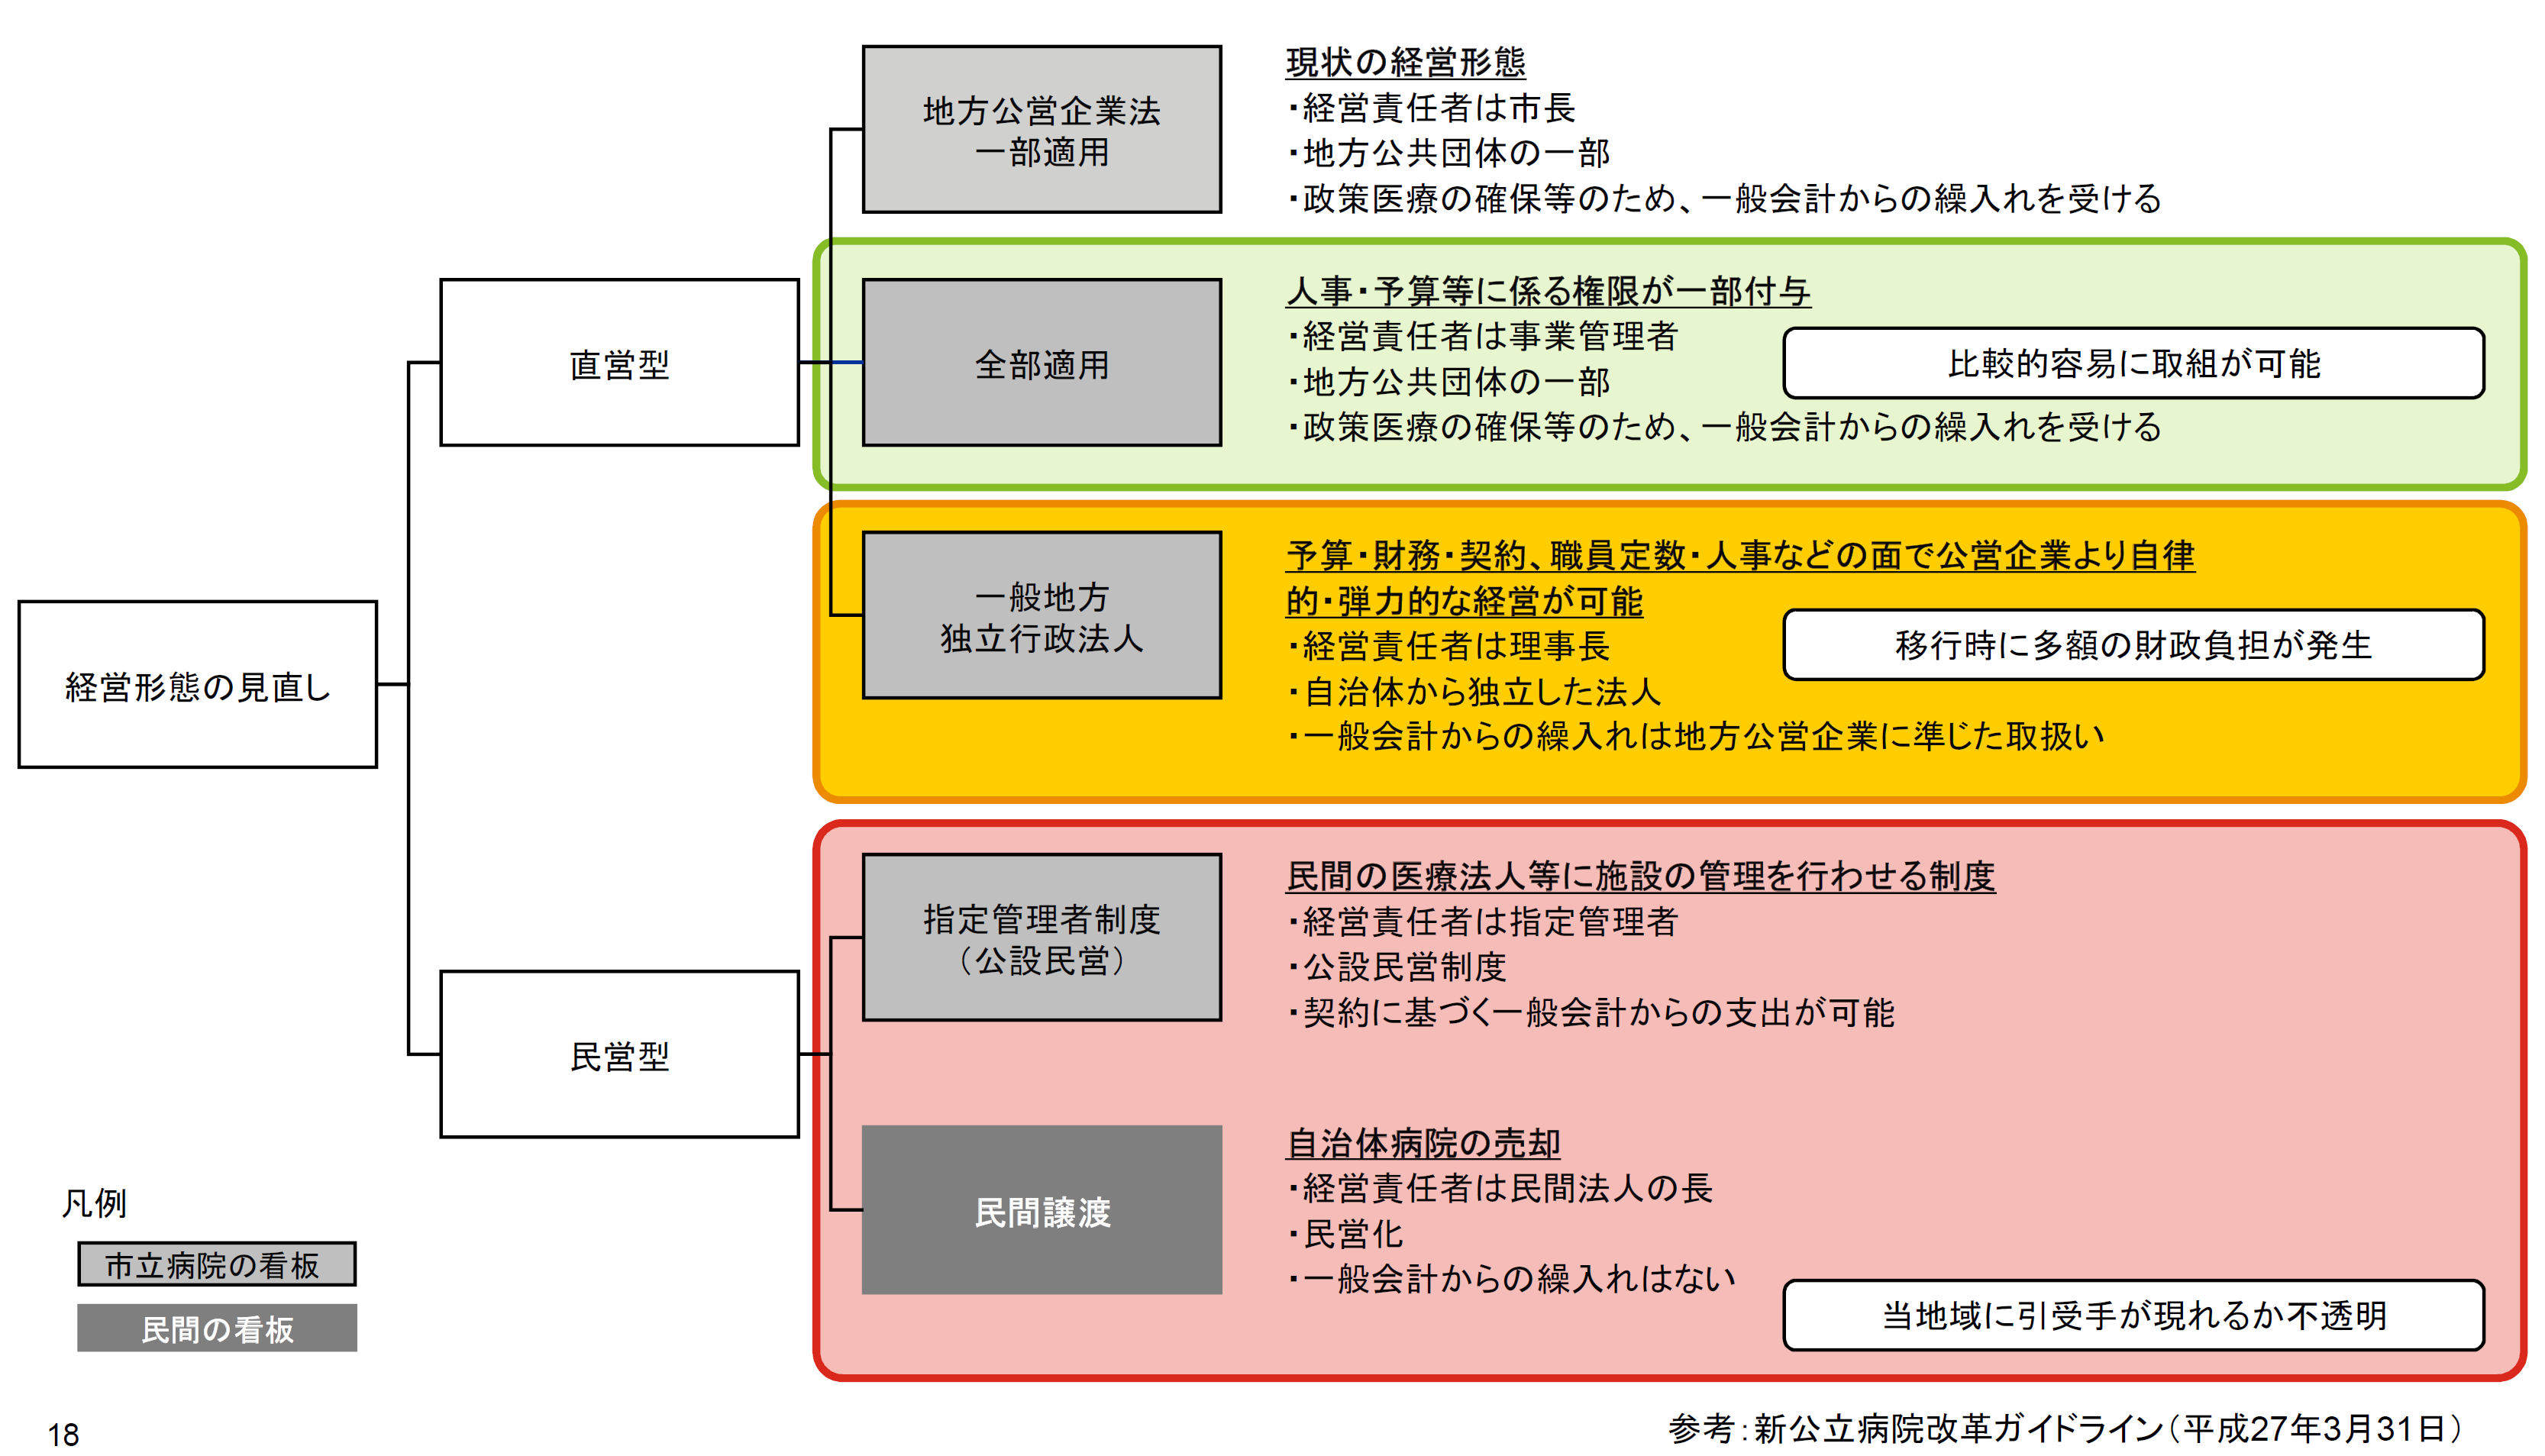 地方公営企業法
一部適用
現状の経営形態
・経営責任者は市長
・地方公共団体の一部
・政策医療の確保等のため、一般会計からの繰入れを受ける
直営型
全部適用
人事・予算等に係る権限が一部付与
・経営責任者は事業管理者
・地方公共団体の一部
・政策医療の確保等のため、一般会計からの繰入れを受ける
比較的容易に取組が可能
一般地方
独立行政法人
予算・財務・契約、職員定数・人事などの面で公営企業より自律
的・弾力的な経営が可能
・経営責任者は理事長
・自治体から独立した法人
・一般会計からの繰入れは地方公営企業に準じた取扱い
移行時に多額の財政負担が発生
経営形態の見直し
民営型
指定管理者制度
（公設民営）
民間の医療法人等に施設の管理を行わせる制度
・経営責任者は指定管理者
・公設民営制度
・契約に基づく一般会計からの支出が可能
民間譲渡
自治体病院の売却
・経営責任者は民間法人の長
・民営化
・一般会計からの繰入れはない
当地域に引受手が現れるか不透明
凡例
市立病院の看板
民間の看板
18
参考：新公立病院改革ガイドライン（平成27年3月31日）